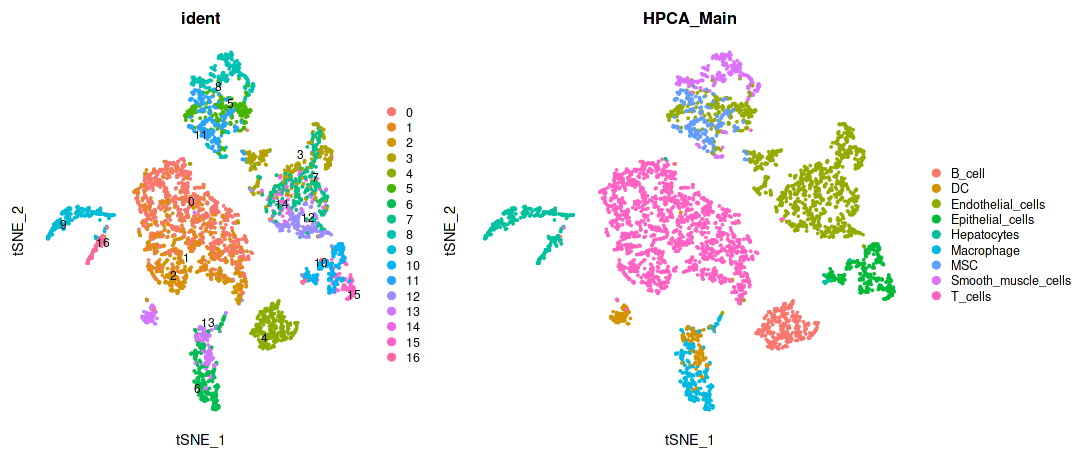 ident
HPCA_Main
8
5
11
3
7
0
14
12
9
16
1
2
10
15
13
4
6
0
1
2
3
4
5
6
7
8
9
10
11
12
13
14
15
16
B_cell
DC
Endothelial_cells
Epithelial_cells
Hepatocytes
Macrophage
MSC
Smooth_muscle_cells
T_cells
tSNE_2
tSNE_2
tSNE_1
tSNE_1